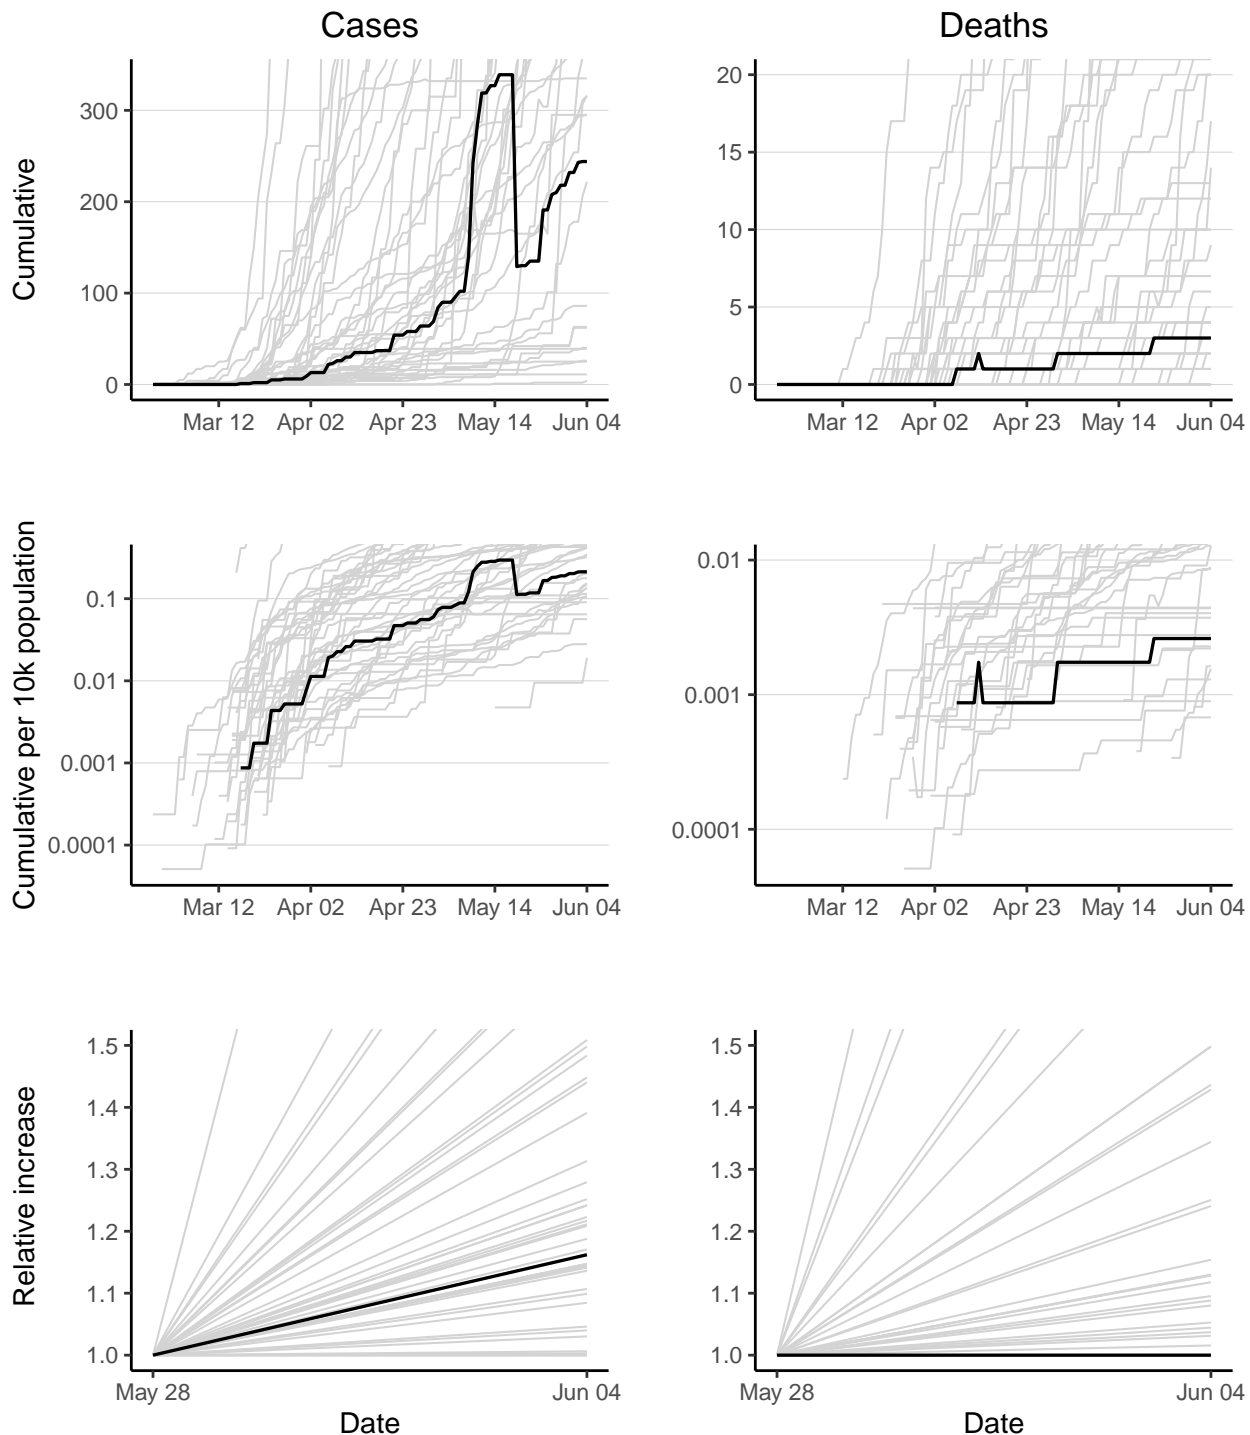 Cases
Deaths
Cumulative
300
200
100
0
Mar 12 Apr 02 Apr 23 May 14 Jun 04
20
15
10
5
0
Mar 12 Apr 02 Apr 23 May 14 Jun 04
Cumulative per 10k population
0.1
0.01
0.001
0.0001
Mar 12 Apr 02 Apr 23 May 14 Jun 04
0.01
0.001
0.0001
Mar 12 Apr 02 Apr 23 May 14 Jun 04
Relative increase
1.5
1.4
1.3
1.2
1.1
1.0
May 28 Jun 04
Date
1.5
1.4
1.3
1.2
1.1
1.0
May 28 Jun 04
Date